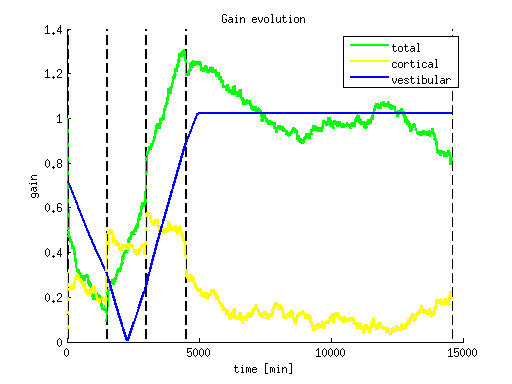 Gain evolution
total
cortical
vestibular
gain
1.4
1.2
1
0.8
0.6
0.4
0.2
0
0 5000 10000 15000
time [min]